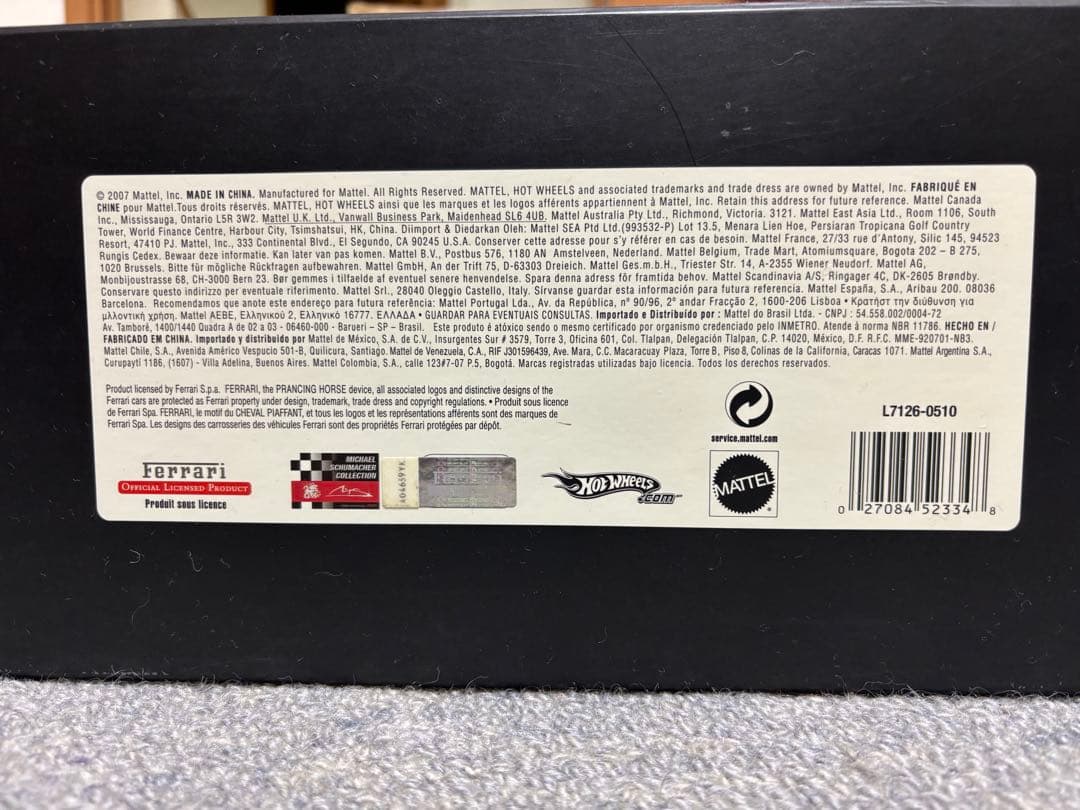 © 2007 Mattel, Inc. MADE IN CHINA. Manufactured for Mattel. All Rights Reserved. MATTEL, HOT WHEELS and associated trademarks and trade dress are owned by Mattel, Inc. FABRIQUÉ EN
CHINE pour Mattel.Tous droits réservés. MATTEL, HOT WHEELS ainsi que les marques et les logos afférents appartiennent à Mattel, Inc. Retain this address for future reference. Mattel Canada
Inc., Mississauga, Ontario L5R 3W2. Mattel U.K. Ltd., Vanwall Business Park, Maidenhead SL6 4UB. Mattel Australia Pty Ltd., Richmond, Victoria. 3121. Mattel East Asia Ltd., Room 1106, South
Tower, World Finance Centre, Harbour City, Tsimshatsui, HK, China. Diimport & Diedarkan Oleh: Mattel SEA Ptd Ltd.(993532-P) Lot 13.5, Menara Lien Hoe, Persiaran Tropicana Golf Country
Resort, 47410 PJ. Mattel, Inc., 333 Continental Blvd., El Segundo, CA 90245 U.S.A. Conserver cette adresse pour s'y référer en cas de besoin. Mattel France, 27/33 rue d'Antony, Silic 145, 94523
Rungis Cedex. Bewaar deze informatie. Kan later van pas komen. Mattel B.V., Postbus 576, 1180 AN Amstelveen, Nederland. Mattel Belgium, Trade Mart, Atomiumsquare, Bogota 202 – B 275,
1020 Brussels. Bitte für mögliche Rückfragen aufbewahren. Mattel GmbH, An der Trift 75, D-63303 Dreieich. Mattel Ges.m.b.H., Triester Str. 14, A-2355 Wiener Neudorf. Mattel AG,
Monbijoustrasse 68, CH-3000 Bern 23. Bør gemmes i tilfælde af eventuel senere henvendelse. Spara denna adress för framtida behov. Mattel Scandinavia A/S, Ringager 4C, DK-2605 Brøndby.
Conservare questo indirizzo per eventuale riferimento. Mattel Srl., 28040 Oleggio Castello, Italy. Sírvanse guardar esta información para futura referencia. Mattel España, S.A., Aribau 200. 08036
Barcelona. Recomendamos que anote este endereço para futura referência: Mattel Portugal Lda., Av. da República, n° 90/96, 2° andar Fracção 2, 1600-206 Lisboa • Κρατήστ την διύθυνση για
μλλοντική χρήση. Mattel AEBE, Ελληνικού 2, Ελληνικό 16777. ΕΛΛΑΔΑ • GUARDAR PARA EVENTUAIS CONSULTAS. Importado e Distribuído por : Mattel do Brasil Ltda. - CNPJ : 54.558.002/0004-72
Av. Tamboré, 1400/1440 Quadra A de 02 a 03 - 06460-000 - Barueri – SP – Brasil. Este produto é atóxico sendo o mesmo certificado por organismo credenciado pelo INMETRO. Atende à norma NBR 11786. HECHO EN /
FABRICADO EM CHINA. Importado y distribuido por Mattel de México, S.A. de C.V., Insurgentes Sur # 3579, Torre 3, Oficina 601, Col. Tlalpan, Delegación Tlalpan, C.P. 14020, México, D.F. R.F.C. MME-920701-NB3.
Mattel Chile, S.A., Avenida Américo Vespucio 501-B, Quilicura, Santiago. Mattel de Venezuela, C.A., RIF J301596439, Ave. Mara, C.C. Macaracuay Plaza, Torre B, Piso 8, Colinas de la California, Caracas 1071. Mattel Argentina S.A.,
Curupaytí 1186, (1607) - Villa Adelina, Buenos Aires. Mattel Colombia, S.A., calle 123#7-07 P.5, Bogotá. Marcas registradas utilizadas bajo licencia. Todos los derechos reservados.
Product licensed by Ferrari S.p.a. FERRARI, the PRANCING HORSE device, all associated logos and distinctive designs of the
Ferrari cars are protected as Ferrari property under design, trademark, trade dress and copyright regulations. • Produit sous licence
de Ferrari Spa. FERRARI, le motif du CHEVAL PIAFFANT, et tous les logos et les représentations afférents sont des marques de
Ferrari Spa. Les designs des carrosseries des véhicules Ferrari sont des propriétés Ferrari protégées par dépôt.
service.mattel.com
L7126-0510
Ferrari
OFFICIAL LICENSED PRODUCT
Produit sous licence
MICHAEL
SCHUMACHER
COLLECTION
404659YK
HOT WHEELS
.COM
MATTEL
0 27084 52334 8